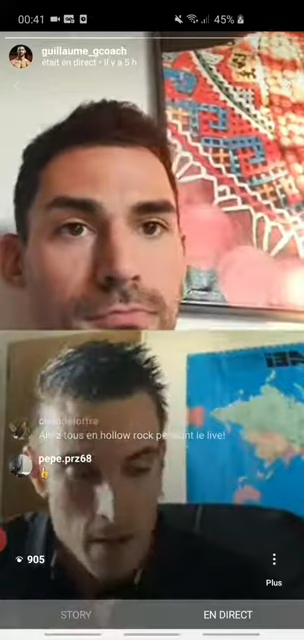 00:41
45%
guillaume_gcoach
était en direct • Il y a 5 h
Allez tous en hollow rock pendant le live!
pepe.prz68
905
Plus
STORY
EN DIRECT